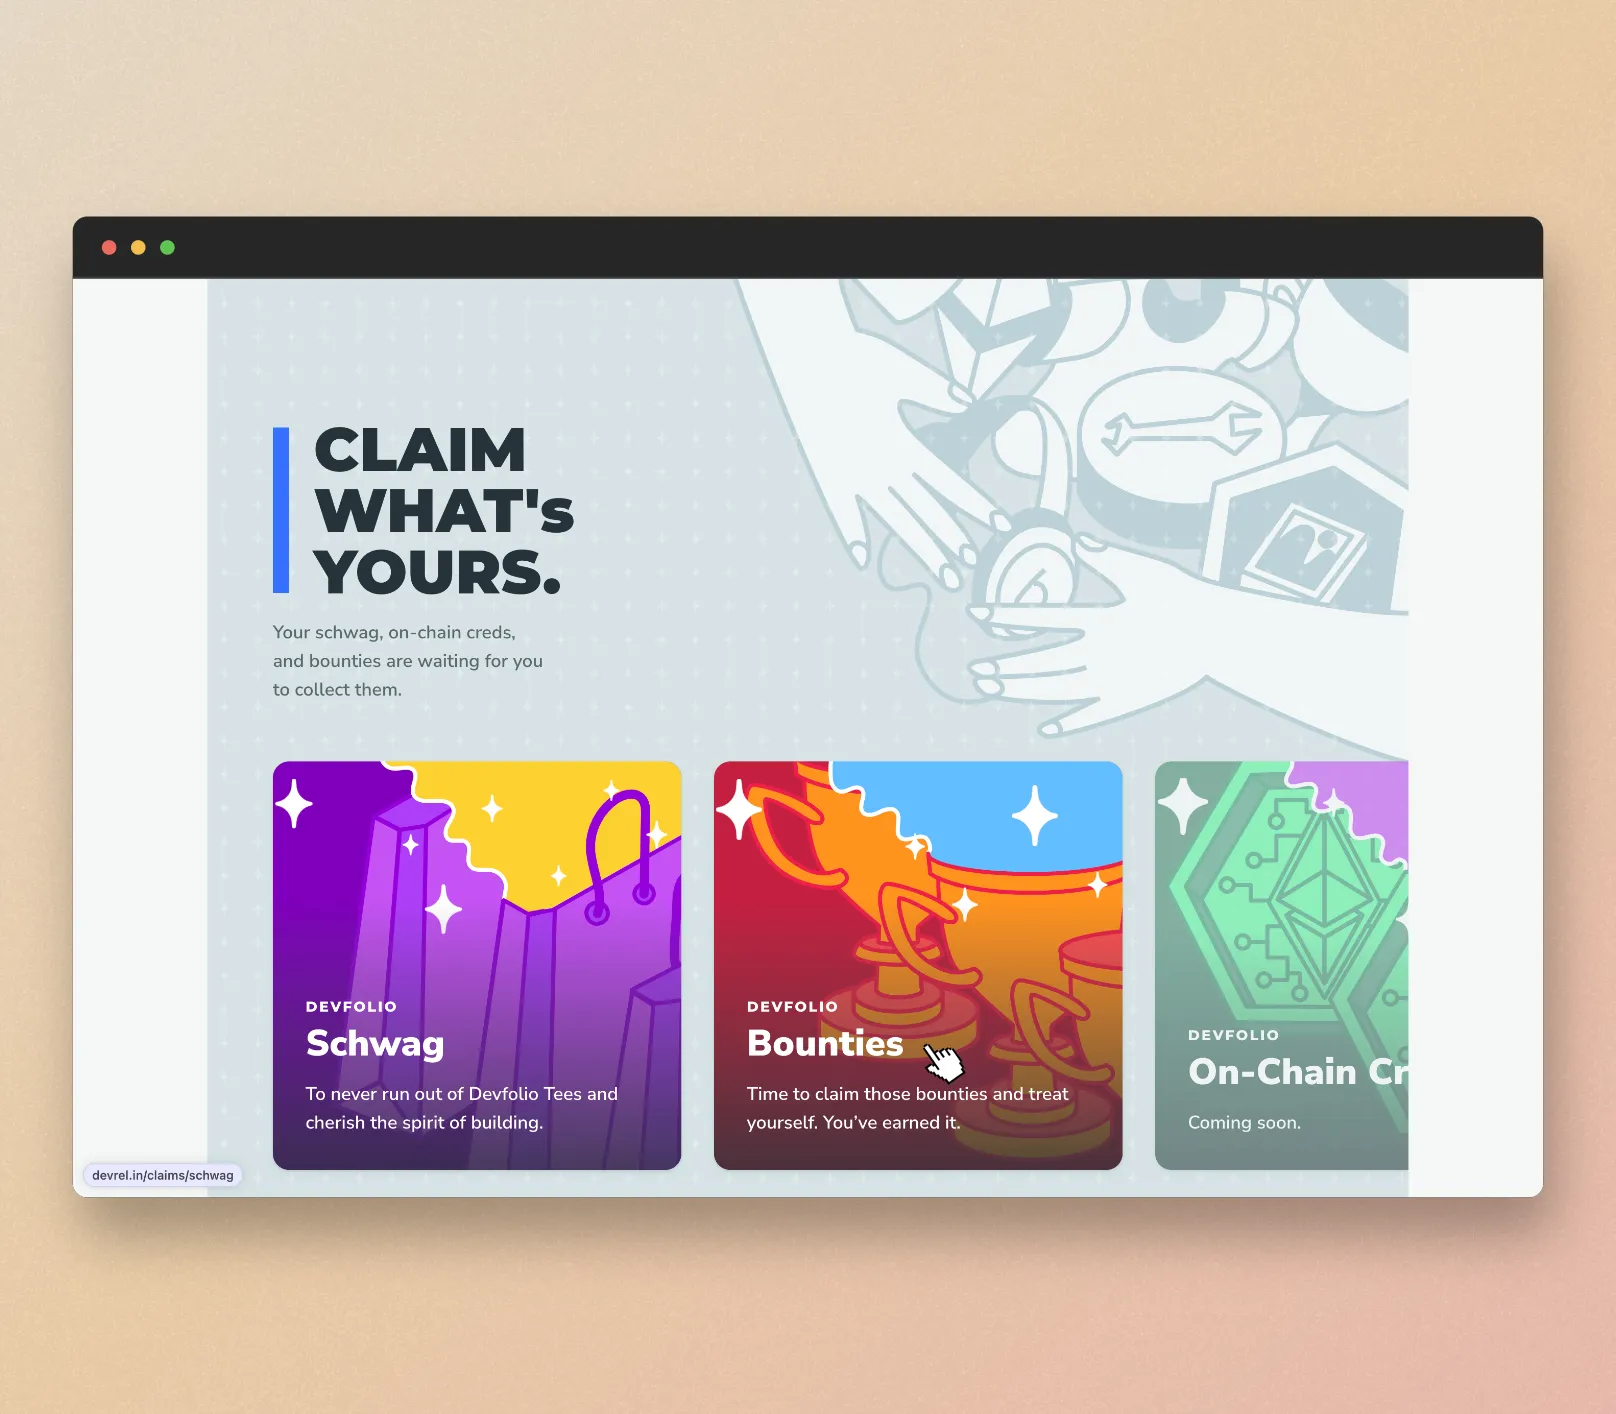 CLAIM
WHAT's
YOURS.
Your schwag, on-chain creds,
and bounties are waiting for you
to collect them.
DEVFOLIO
Schwag
To never run out of Devfolio Tees and
cherish the spirit of building.
DEVFOLIO
Bounties
Time to claim those bounties and treat
yourself. You’ve earned it.
DEVFOLIO
On-Chain Cr
Coming soon.
devrel.in/claims/schwag